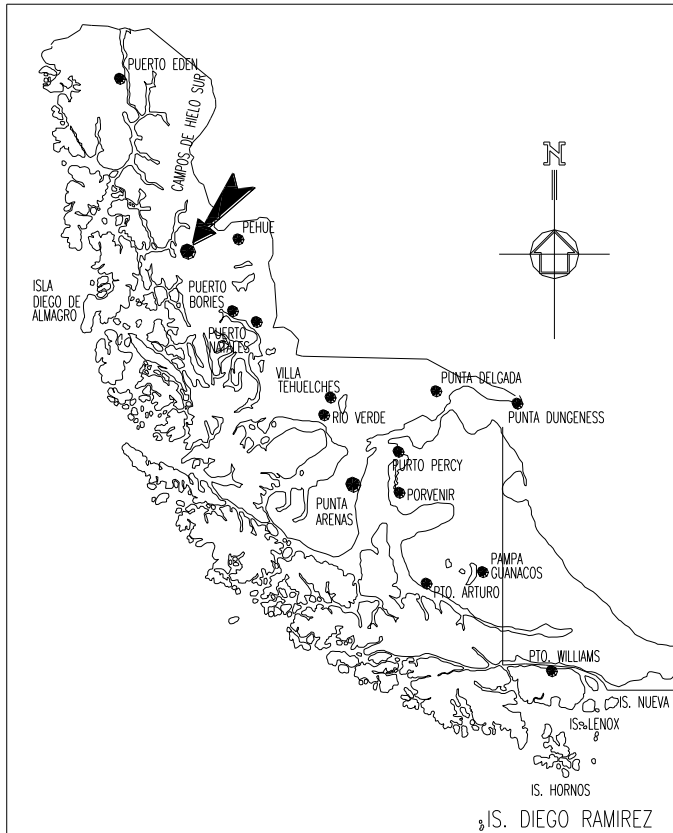 PUERTO EDEN
CAMPOS DE HIELO SUR
N
PEHUE
ISLA
DIEGO DE
ALMAGRO
PUERTO
BORIES
PUERTO
NATALES
VILLA
TEHUELCHES
PUNTA DELGADA
RIO VERDE
PUNTA DUNGENESS
PURTO PERCY
PUNTA
ARENAS
PORVENIR
PAMPA
GUANACOS
PTO. ARTURO
PTO. WILLIAMS
IS. NUEVA
IS. LENOX
IS. HORNOS
IS. DIEGO RAMIREZ